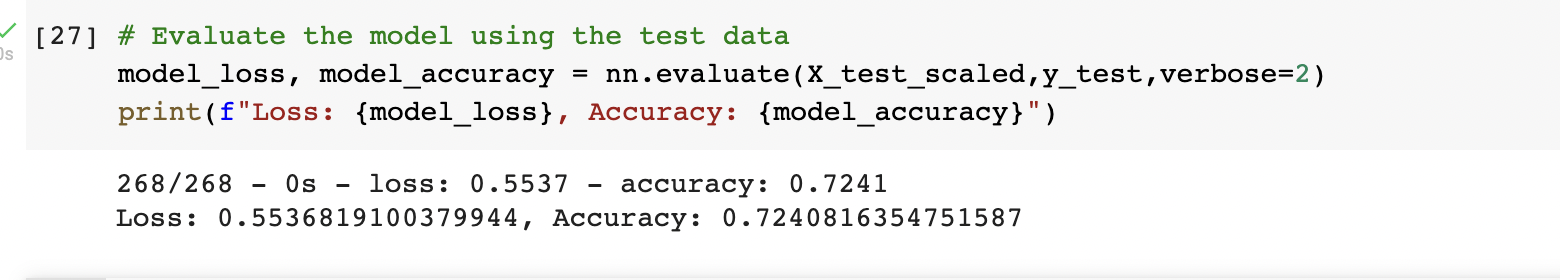 [27] # Evaluate the model using the test data
model_loss, model_accuracy = nn.evaluate(X_test_scaled,y_test,verbose=2)
print(f"Loss: {model_loss}, Accuracy: {model_accuracy}")
0s
268/268 - 0s - loss: 0.5537 - accuracy: 0.7241
Loss: 0.5536819100379944, Accuracy: 0.7240816354751587